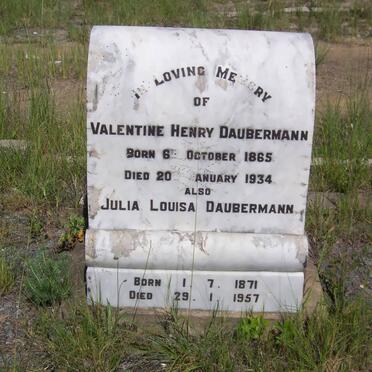 IN LOVING MEMORY
OF
VALENTINE HENRY DAUBERMANN
BORN 6 OCTOBER 1865
DIED 20 ANUARY 1934
ALSO
JULIA LOUISA DAUBERMANN
BORN 1 . 7. 1871
DIED 29. 1. 1957